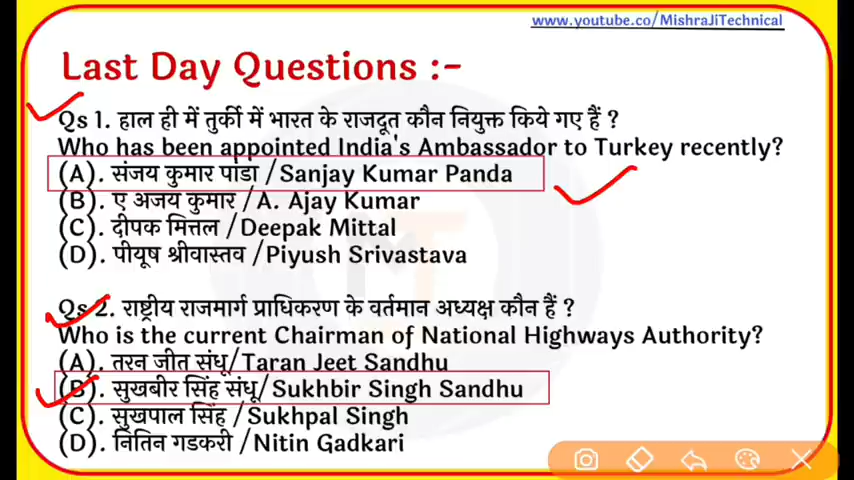 www.youtube.co/MishraJiTechnical
Last Day Questions :-
Qs 1. हाल ही में तुर्की में भारत के राजदूत कौन नियुक्त किये गए हैं ?
Who has been appointed India's Ambassador to Turkey recently?
(A). संजय कुमार पांडा /Sanjay Kumar Panda
(B). ए अजय कुमार /A. Ajay Kumar
(C). दीपक मित्तल /Deepak Mittal
(D). पीयूष श्रीवास्तव /Piyush Srivastava
Qs 2. राष्ट्रीय राजमार्ग प्राधिकरण के वर्तमान अध्यक्ष कौन हैं ?
Who is the current Chairman of National Highways Authority?
(A). तरन जीत संधू/Taran Jeet Sandhu
(B). सुखबीर सिंह संधू/Sukhbir Singh Sandhu
(C). सुखपाल सिंह /Sukhpal Singh
(D). नितिन गडकरी /Nitin Gadkari